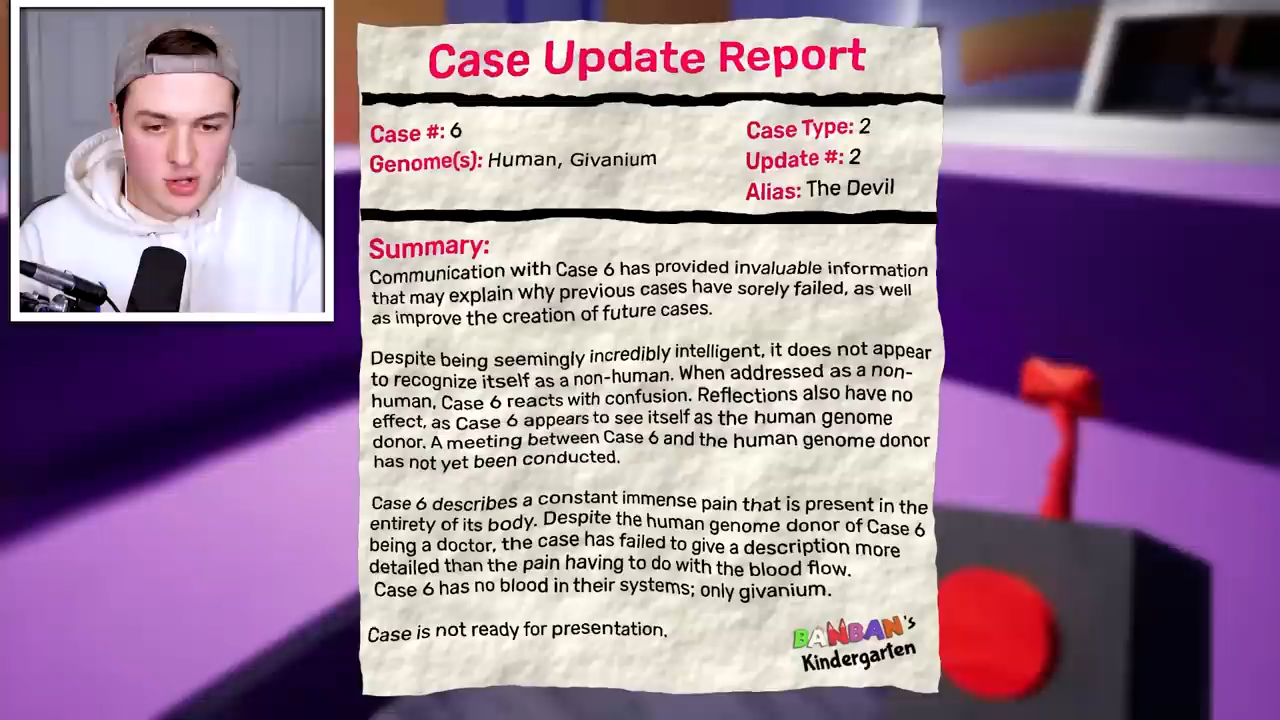 Case Update Report
Case #: 6
Genome(s): Human, Givanium
Case Type: 2
Update #: 2
Alias: The Devil
Summary:
Communication with Case 6 has provided invaluable information
that may explain why previous cases have sorely failed, as well
as improve the creation of future cases.
Despite being seemingly incredibly intelligent, it does not appear
to recognize itself as a non-human. When addressed as a non-
human, Case 6 reacts with confusion. Reflections also have no
effect, as Case 6 appears to see itself as the human genome
donor. A meeting between Case 6 and the human genome donor
has not yet been conducted.
Case 6 describes a constant immense pain that is present in the
entirety of its body. Despite the human genome donor of Case 6
being a doctor, the case has failed to give a description more
detailed than the pain having to do with the blood flow.
Case 6 has no blood in their systems; only givanium.
Case is not ready for presentation.
BANBAN's
Kindergarten